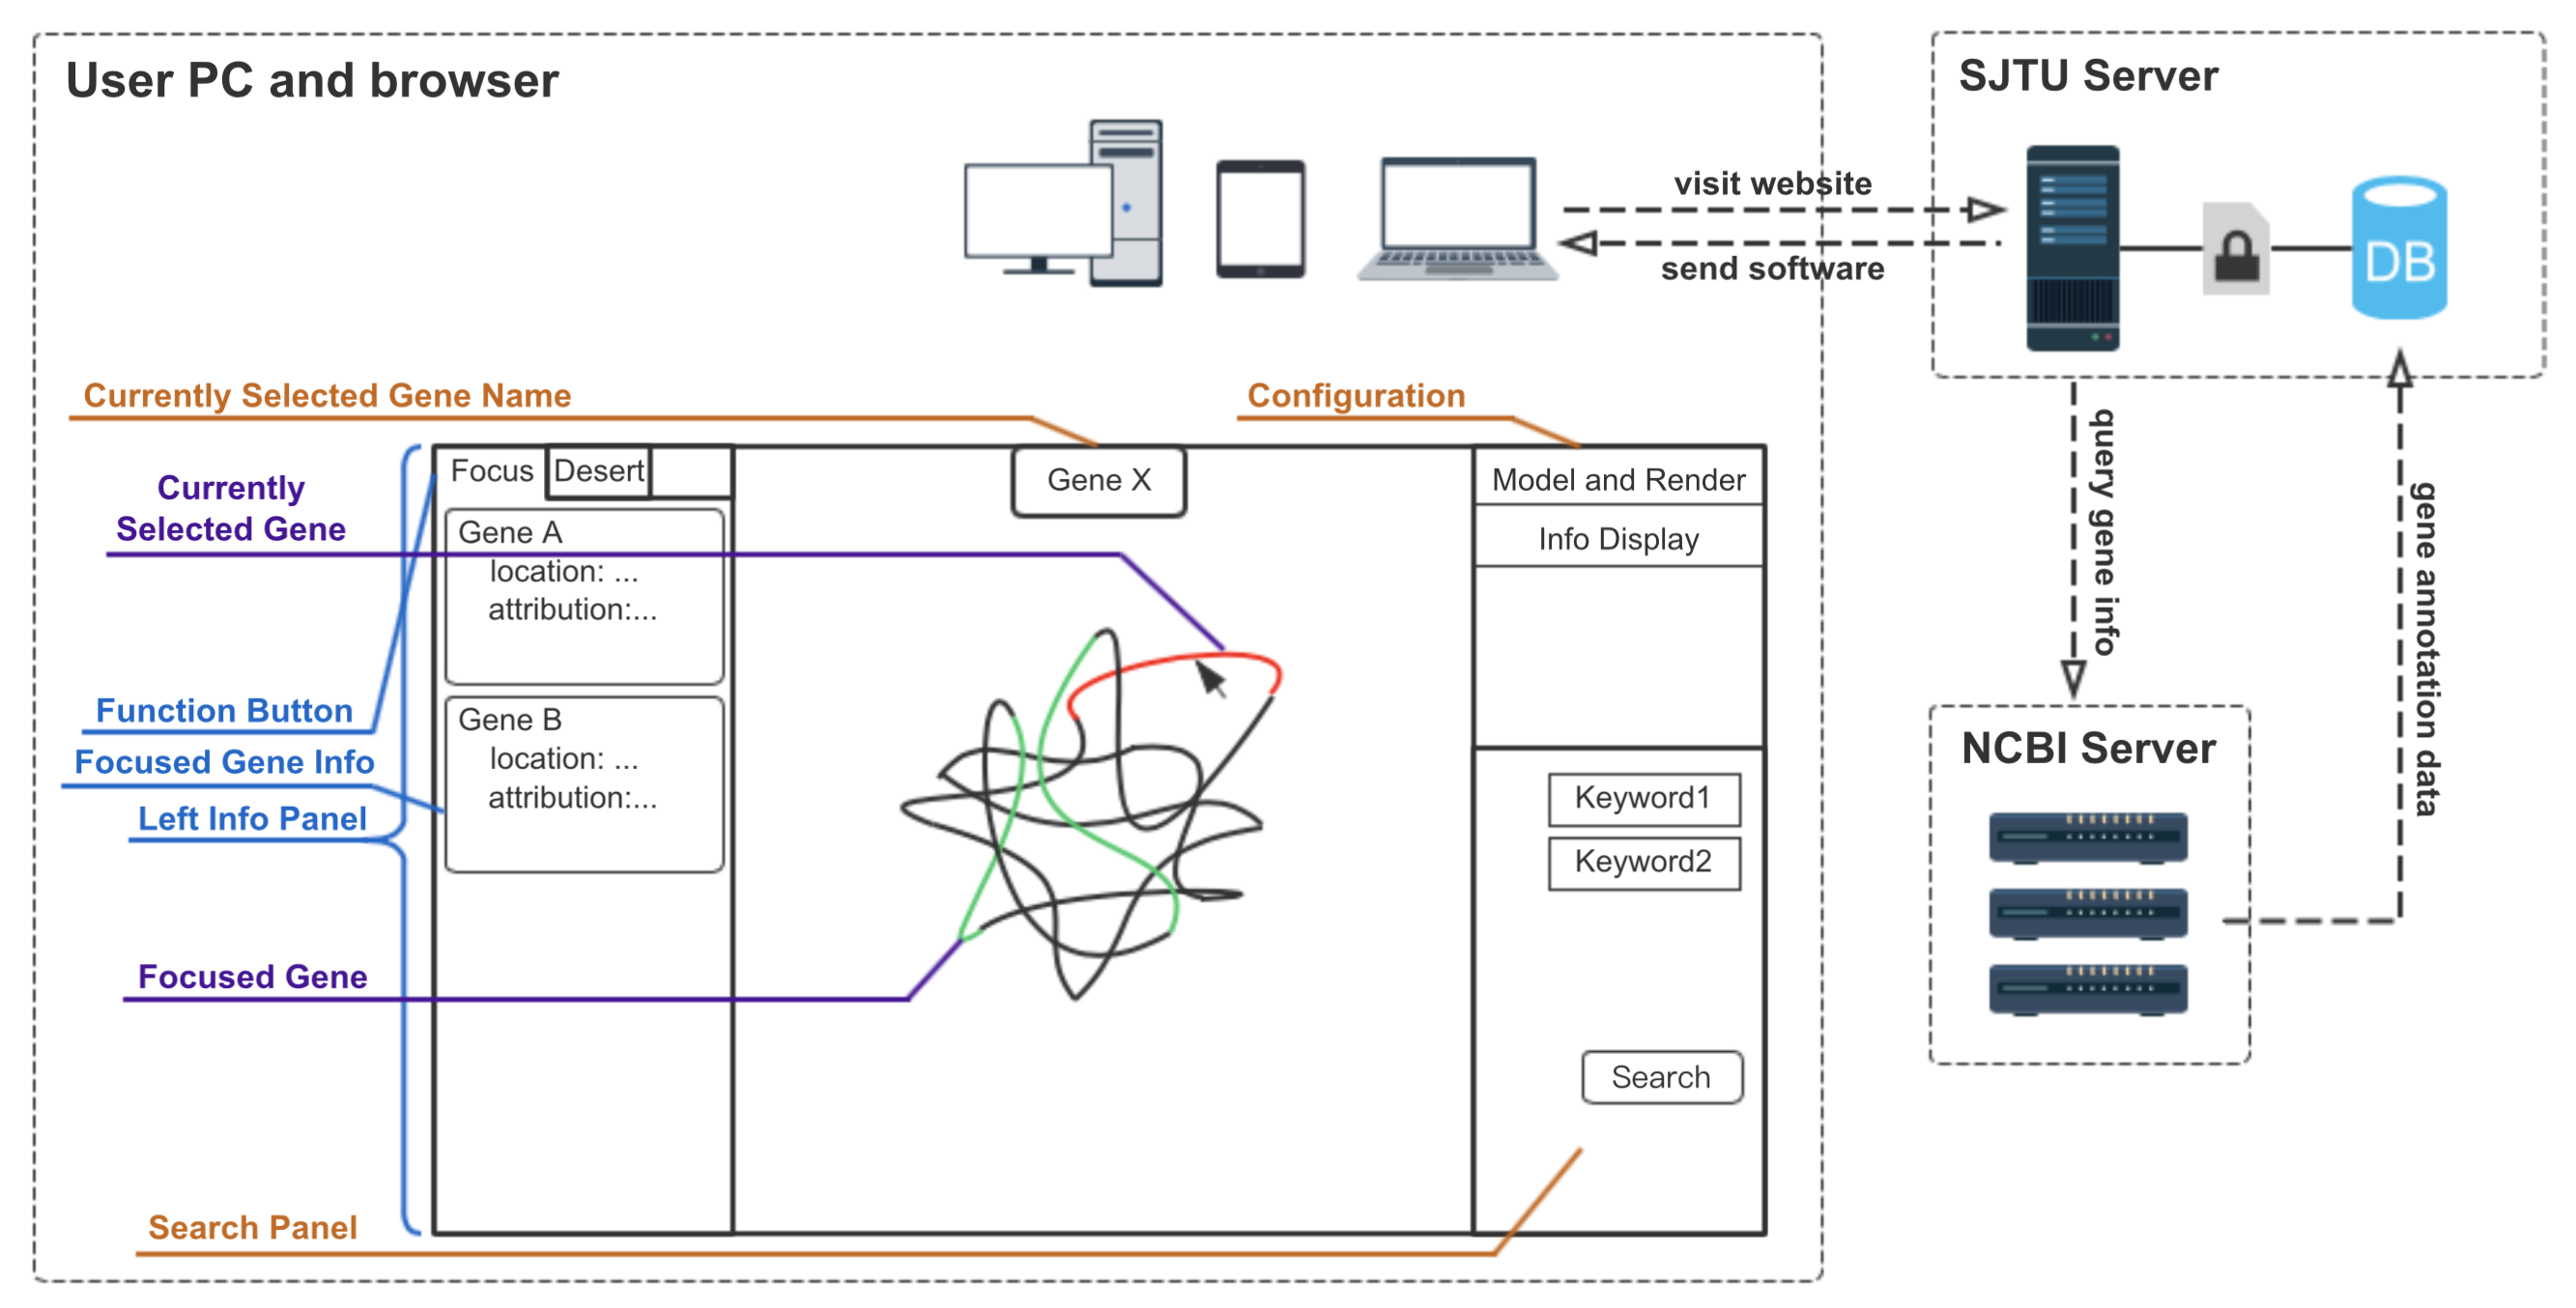 User PC and browser
SJTU Server
visit website
send software
DB
Currently Selected Gene Name
Configuration
Currently
Selected Gene
Function Button
Focused Gene Info
Left Info Panel
Focused Gene
Search Panel
Focus
Desert
Gene A
location: ...
attribution:...
Gene B
location: ...
attribution:...
Gene X
Model and Render
Info Display
Keyword1
Keyword2
Search
query gene info
gene annotation data
NCBI Server